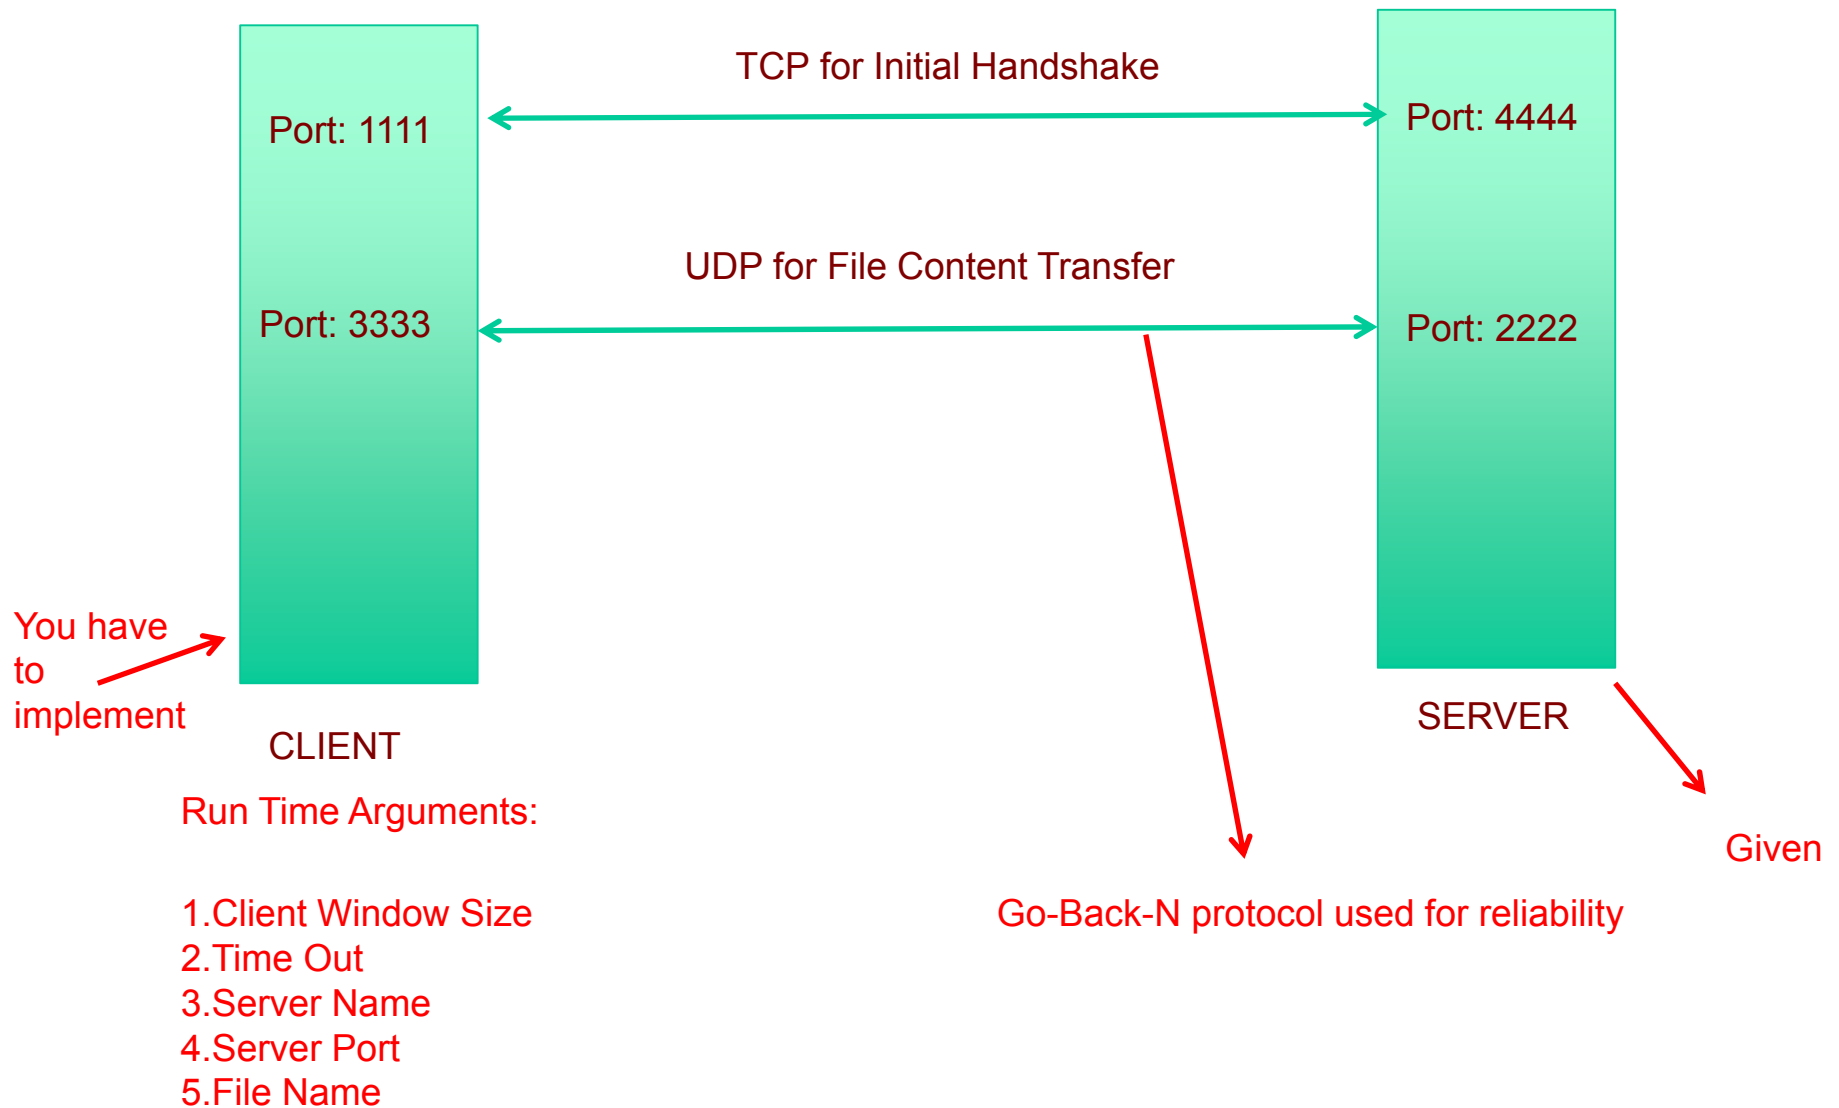 TCP for Initial Handshake
Port: 1111
Port: 4444
UDP for File Content Transfer
Port: 3333
Port: 2222
You have
to
implement
CLIENT
SERVER
Run Time Arguments:
Given
1.Client Window Size
2.Time Out
3.Server Name
4.Server Port
5.File Name
Go-Back-N protocol used for reliability